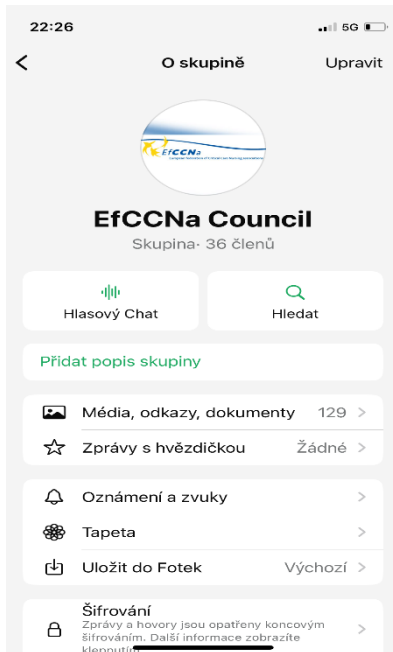 22:26
5G
O skupině
Upravit
EfCCNa
EfCCNa Council
Skupina· 36 členů
Hlasový Chat
Hledat
Přidat popis skupiny
Média, odkazy, dokumenty 129
Zprávy s hvězdičkou Žádné
Oznámení a zvuky
Tapeta
Uložit do Fotek Výchozí
Šifrování
Zprávy a hovory jsou opatřeny koncovým
šifrováním. Další informace zobrazíte
klepnutím.